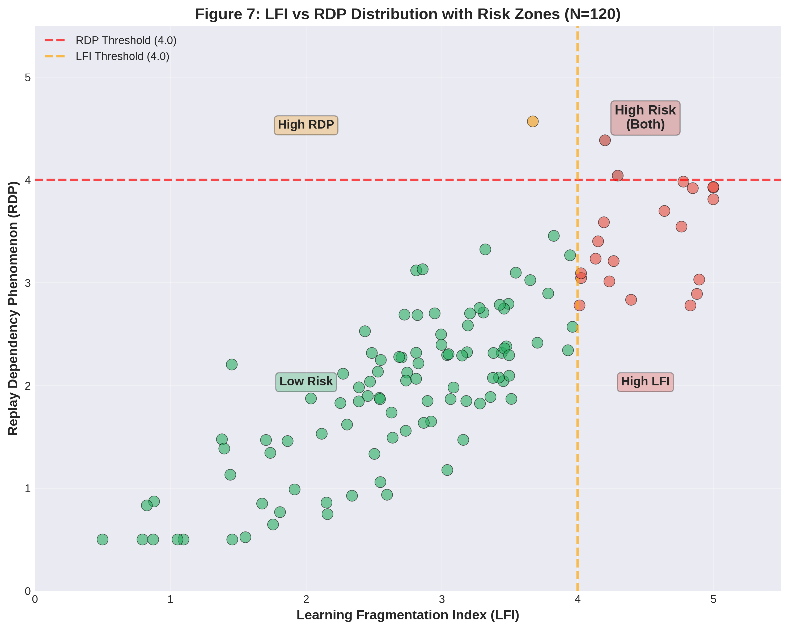 Figure 7: LFI vs RDP Distribution with Risk Zones (N=120)
RDP Threshold (4.0)
LFI Threshold (4.0)
High RDP
High Risk
(Both)
Low Risk
High LFI
Replay Dependency Phenomenon (RDP)
5
4
3
2
1
0
0 1 2 3 4 5
Learning Fragmentation Index (LFI)